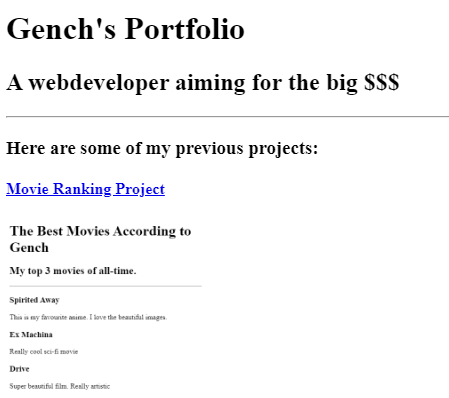 Gench's Portfolio
A webdeveloper aiming for the big $$$
Here are some of my previous projects:
Movie Ranking Project
The Best Movies According to
Gench
My top 3 movies of all-time.
Spirited Away
This is my favourite anime. I love the beautiful images.
Ex Machina
Really cool sci-fi movie
Drive
Super beautiful film. Really artistic